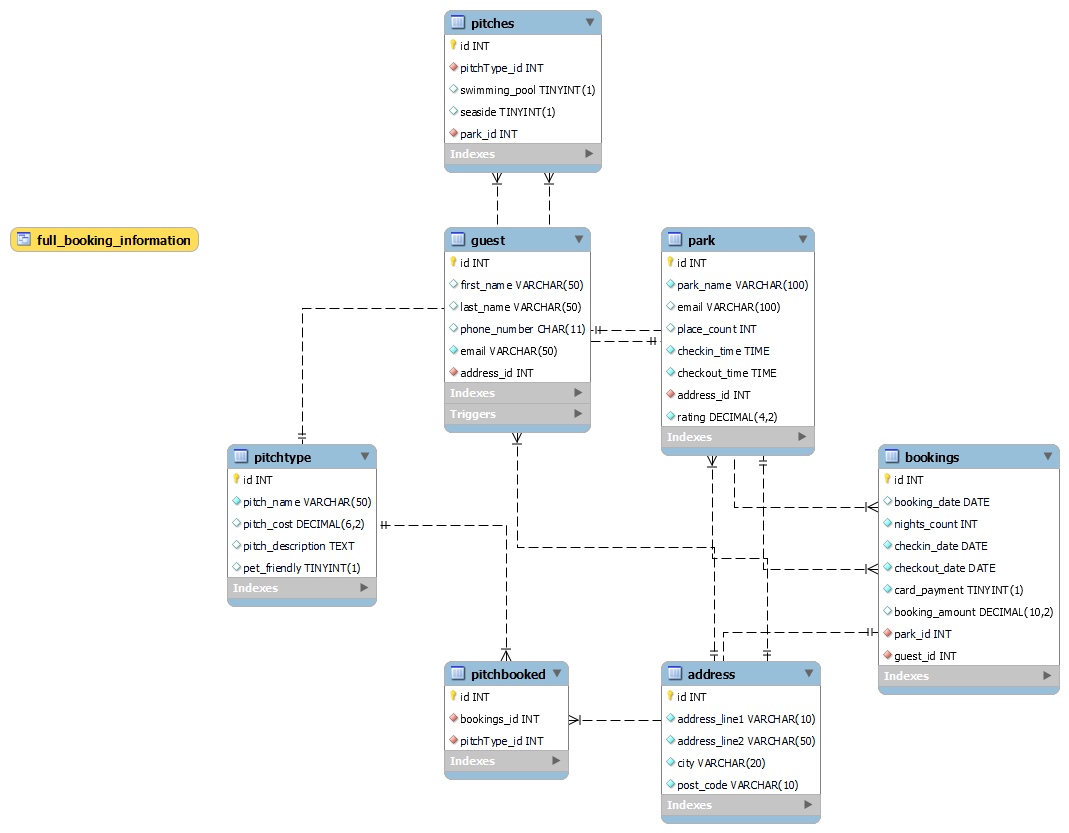 pitches
id INT
pitchType_id INT
swimming_pool TINYINT(1)
seaside TINYINT(1)
park_id INT
Indexes
full_booking_information
guest
id INT
first_name VARCHAR(50)
last_name VARCHAR(50)
phone_number CHAR(11)
email VARCHAR(50)
address_id INT
Indexes
Triggers
park
id INT
park_name VARCHAR(100)
email VARCHAR(100)
place_count INT
checkin_time TIME
checkout_time TIME
address_id INT
rating DECIMAL(4,2)
Indexes
pitchtype
id INT
pitch_name VARCHAR(50)
pitch_cost DECIMAL(6,2)
pitch_description TEXT
pet_friendly TINYINT(1)
Indexes
bookings
id INT
booking_date DATE
nights_count INT
checkin_date DATE
checkout_date DATE
card_payment TINYINT(1)
booking_amount DECIMAL(10,2)
park_id INT
guest_id INT
Indexes
pitchbooked
id INT
bookings_id INT
pitchType_id INT
Indexes
address
id INT
address_line1 VARCHAR(10)
address_line2 VARCHAR(50)
city VARCHAR(20)
post_code VARCHAR(10)
Indexes